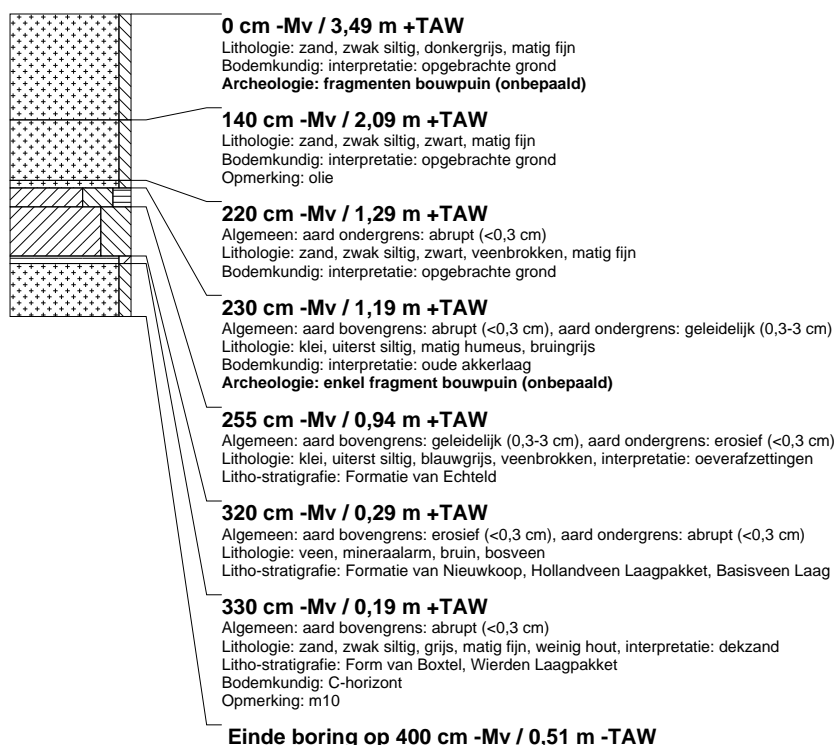 0 cm -Mv / 3,49 m +TAW
Lithologie: zand, zwak siltig, donkergrijs, matig fijn
Bodemkundig: interpretatie: opgebrachte grond
Archeologie: fragmenten bouwpuin (onbepaald)
140 cm -Mv / 2,09 m +TAW
Lithologie: zand, zwak siltig, zwart, matig fijn
Bodemkundig: interpretatie: opgebrachte grond
Opmerking: olie
220 cm -Mv / 1,29 m +TAW
Algemeen: aard ondergrens: abrupt (<0,3 cm)
Lithologie: zand, zwak siltig, zwart, veenbrokken, matig fijn
Bodemkundig: interpretatie: opgebrachte grond
230 cm -Mv / 1,19 m +TAW
Algemeen: aard bovengrens: abrupt (<0,3 cm), aard ondergrens: geleidelijk (0,3-3 cm)
Lithologie: klei, uiterst siltig, matig humeus, bruingrijs
Bodemkundig: interpretatie: oude akkerlaag
Archeologie: enkel fragment bouwpuin (onbepaald)
255 cm -Mv / 0,94 m +TAW
Algemeen: aard bovengrens: geleidelijk (0,3-3 cm), aard ondergrens: erosief (<0,3 cm)
Lithologie: klei, uiterst siltig, blauwgrijs, veenbrokken, interpretatie: oeverafzettingen
Litho-stratigrafie: Formatie van Echteld
320 cm -Mv / 0,29 m +TAW
Algemeen: aard bovengrens: erosief (<0,3 cm), aard ondergrens: abrupt (<0,3 cm)
Lithologie: veen, mineraalarm, bruin, bosveen
Litho-stratigrafie: Formatie van Nieuwkoop, Hollandveen Laagpakket, Basisveen Laag
330 cm -Mv / 0,19 m +TAW
Algemeen: aard bovengrens: abrupt (<0,3 cm)
Lithologie: zand, zwak siltig, grijs, matig fijn, weinig hout, interpretatie: dekzand
Litho-stratigrafie: Form van Boxtel, Wierden Laagpakket
Bodemkundig: C-horizont
Opmerking: m10
Einde boring op 400 cm -Mv / 0,51 m -TAW